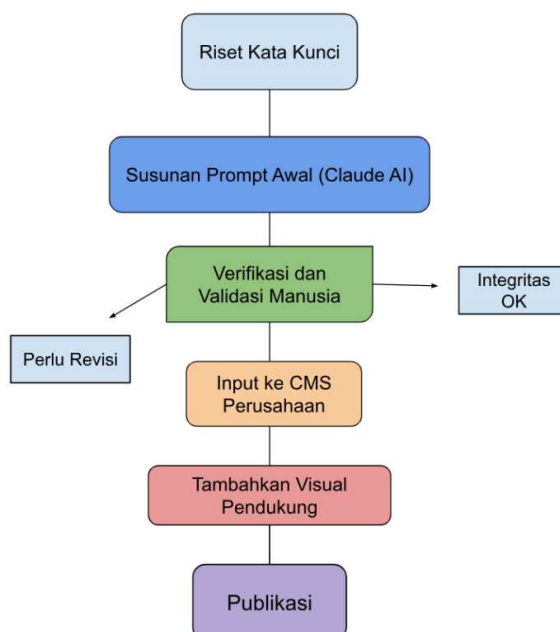 Riset Kata Kunci
Susunan Prompt Awal (Claude AI)
Verifikasi dan
Validasi Manusia
Integritas
OK
Perlu Revisi
Input ke CMS
Perusahaan
Tambahkan Visual
Pendukung
Publikasi